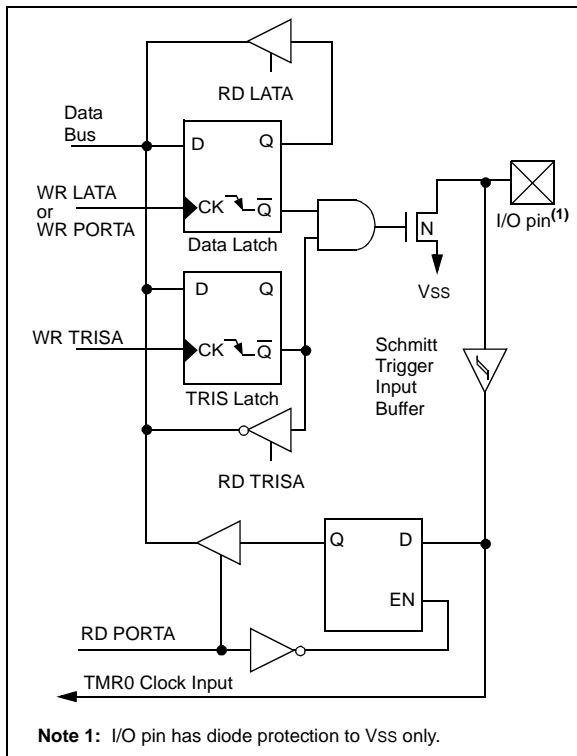 RD LATA
Data
Bus
D Q
WR LATA
or
WR PORTA
CK Q
Data Latch
N
I/O pin(1)
VSS
D Q
WR TRISA
CK Q
TRIS Latch
Schmitt
Trigger
Input
Buffer
RD TRISA
Q D
EN
RD PORTA
TMR0 Clock Input
Note 1: I/O pin has diode protection to VSS only.